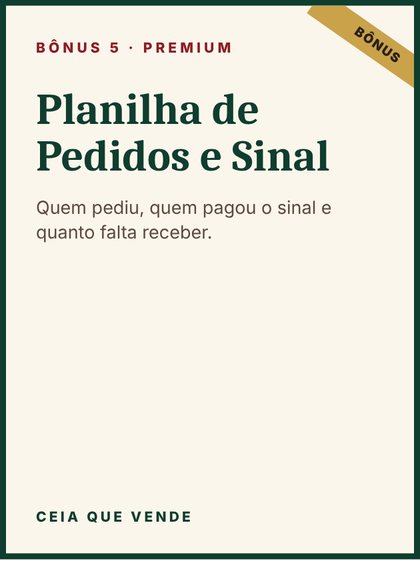 BÔNUS 5 · PREMIUM
BÔNUS
Planilha de
Pedidos e Sinal
Quem pediu, quem pagou o sinal e
quanto falta receber.
CEIA QUE VENDE